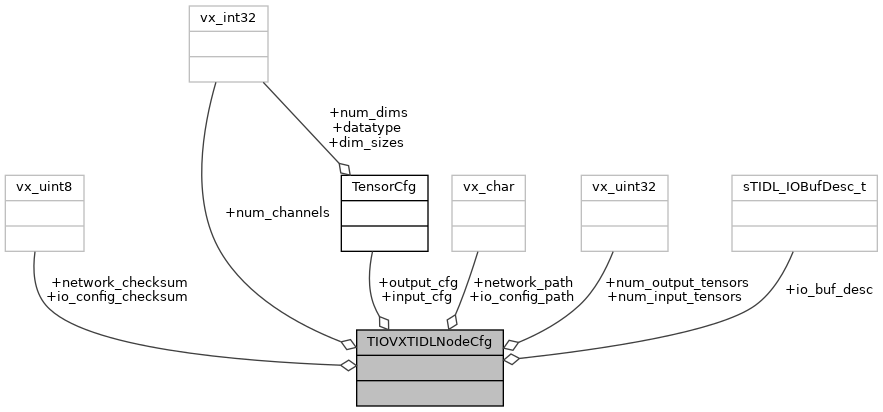 vx_int32
+num_dims
+datatype
+dim_sizes
vx_uint8
TensorCfg
vx_char
vx_uint32
sTIDL_IOBufDesc_t
+num_channels
+network_checksum
+io_config_checksum
+output_cfg
+input_cfg
+network_path
+io_config_path
+num_output_tensors
+num_input_tensors
+io_buf_desc
TIOVXTIDLNodeCfg